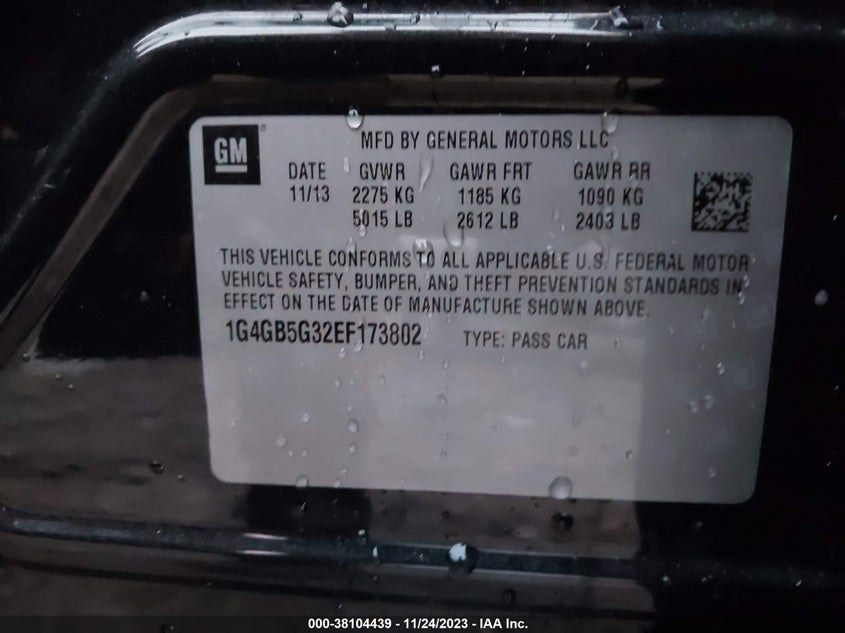 GM
MFD BY GENERAL MOTORS LLC
DATE GVWR GAWR FRT GAWR RR
11/13 2275 KG 1185 KG 1090 KG
5015 LB 2612 LB 2403 LB
THIS VEHICLE CONFORMS TO ALL APPLICABLE U.S. FEDERAL MOTOR
VEHICLE SAFETY, BUMPER, AND THEFT PREVENTION STANDARDS IN
EFFECT ON THE DATE OF MANUFACTURE SHOWN ABOVE.
1G4GB5G32EF173802 TYPE: PASS CAR
000-38104439 - 11/24/2023 - IAA Inc.